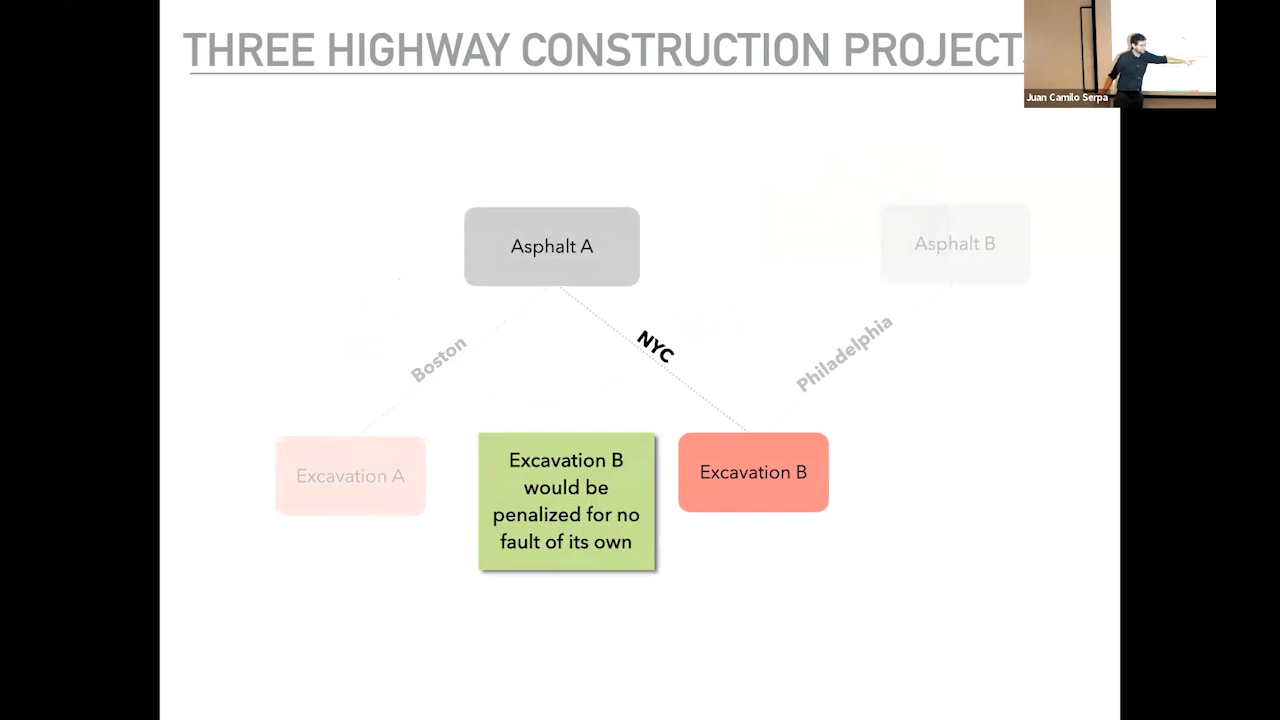 THREE HIGHWAY CONSTRUCTION PROJECT
Juan Camilo Serpa
Asphalt A
Asphalt B
Boston
NYC
Philadelphia
Excavation A
Excavation B
would be
penalized for no
fault of its own
Excavation B